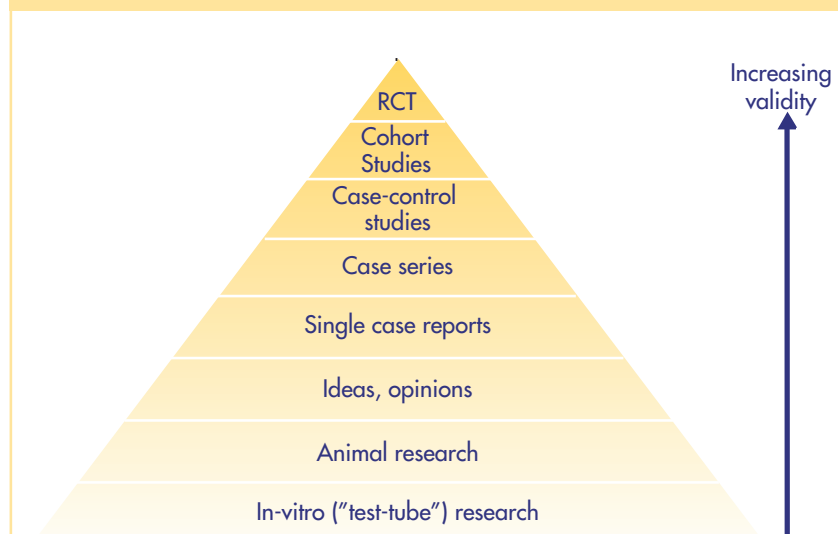 Increasing
validity
RCT
Cohort
Studies
Case-control
studies
Case series
Single case reports
Ideas, opinions
Animal research
In-vitro ("test-tube") research